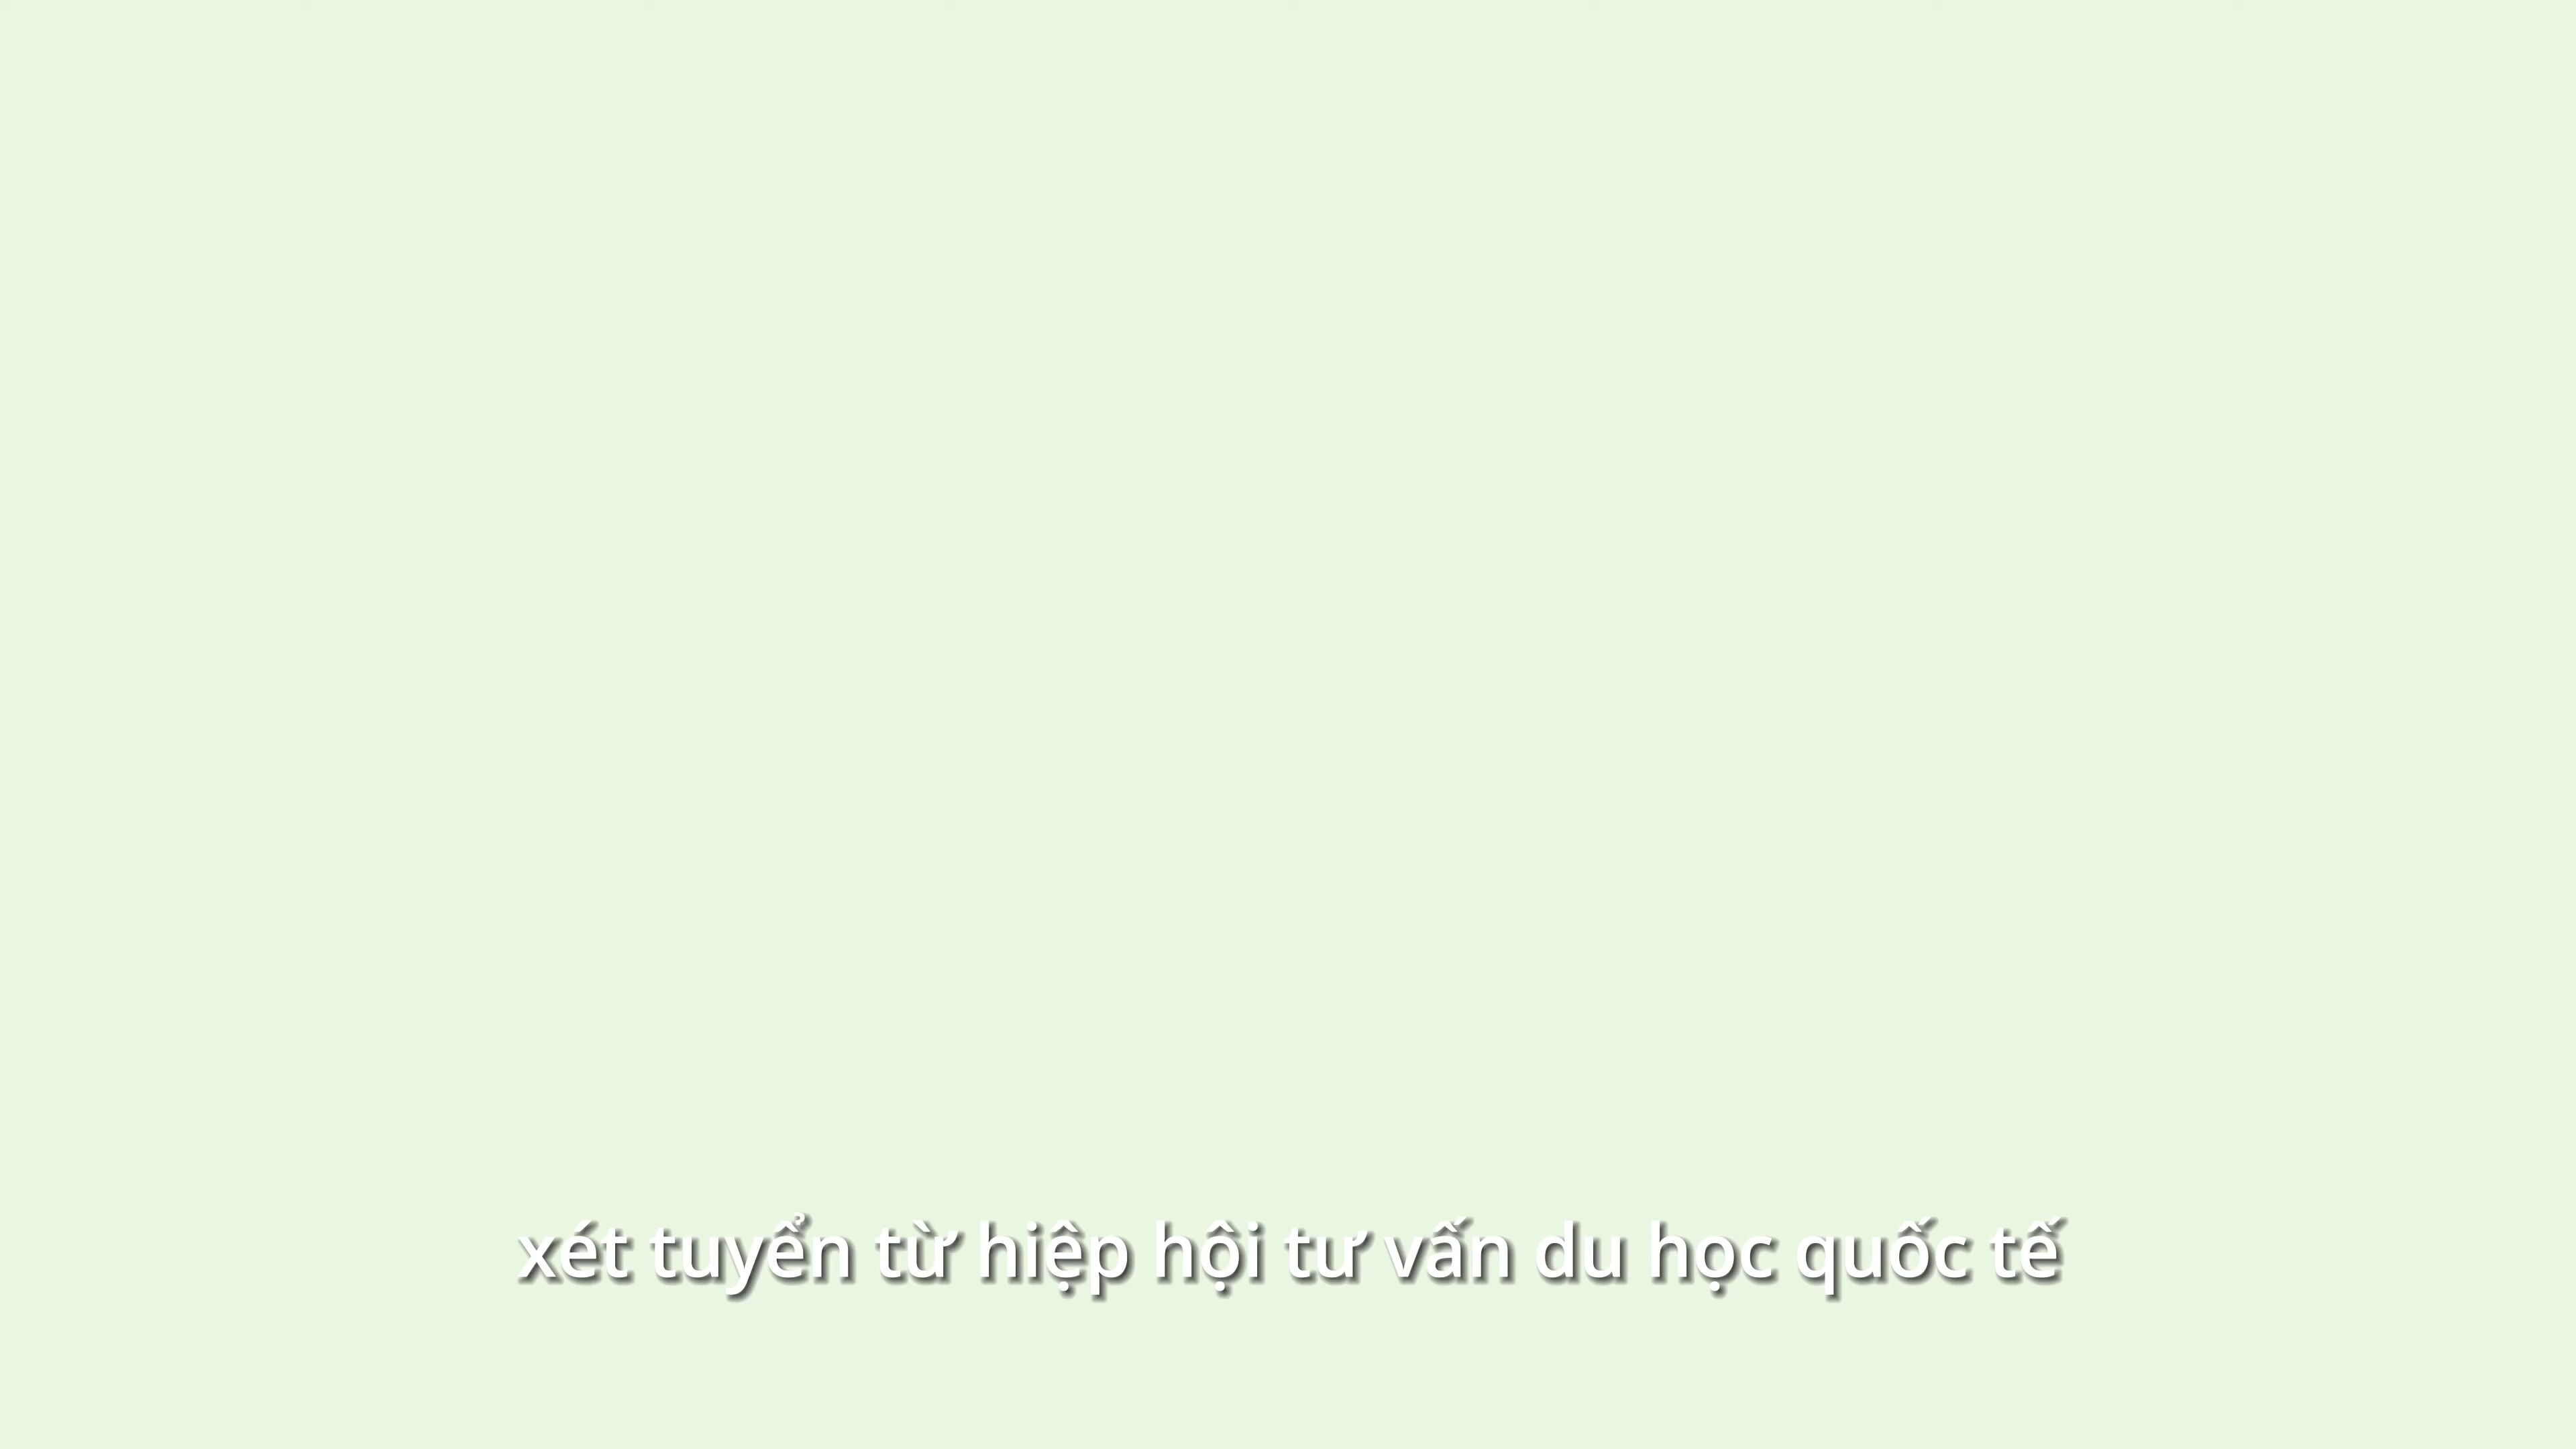 xét tuyển từ hiệp hội tư vấn du học quốc tế